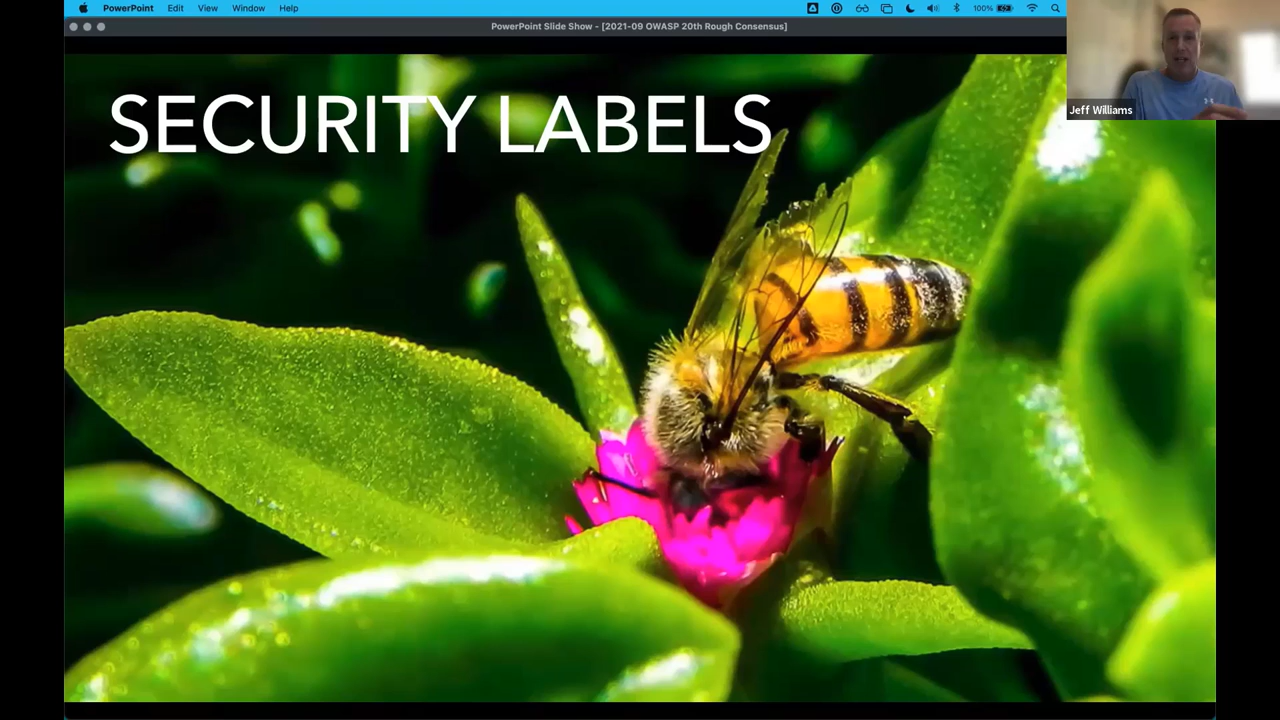 PowerPoint Edit View Window Help 100%
PowerPoint Slide Show - [2021-09 OWASP 20th Rough Consensus]
Jeff Williams
SECURITY LABELS